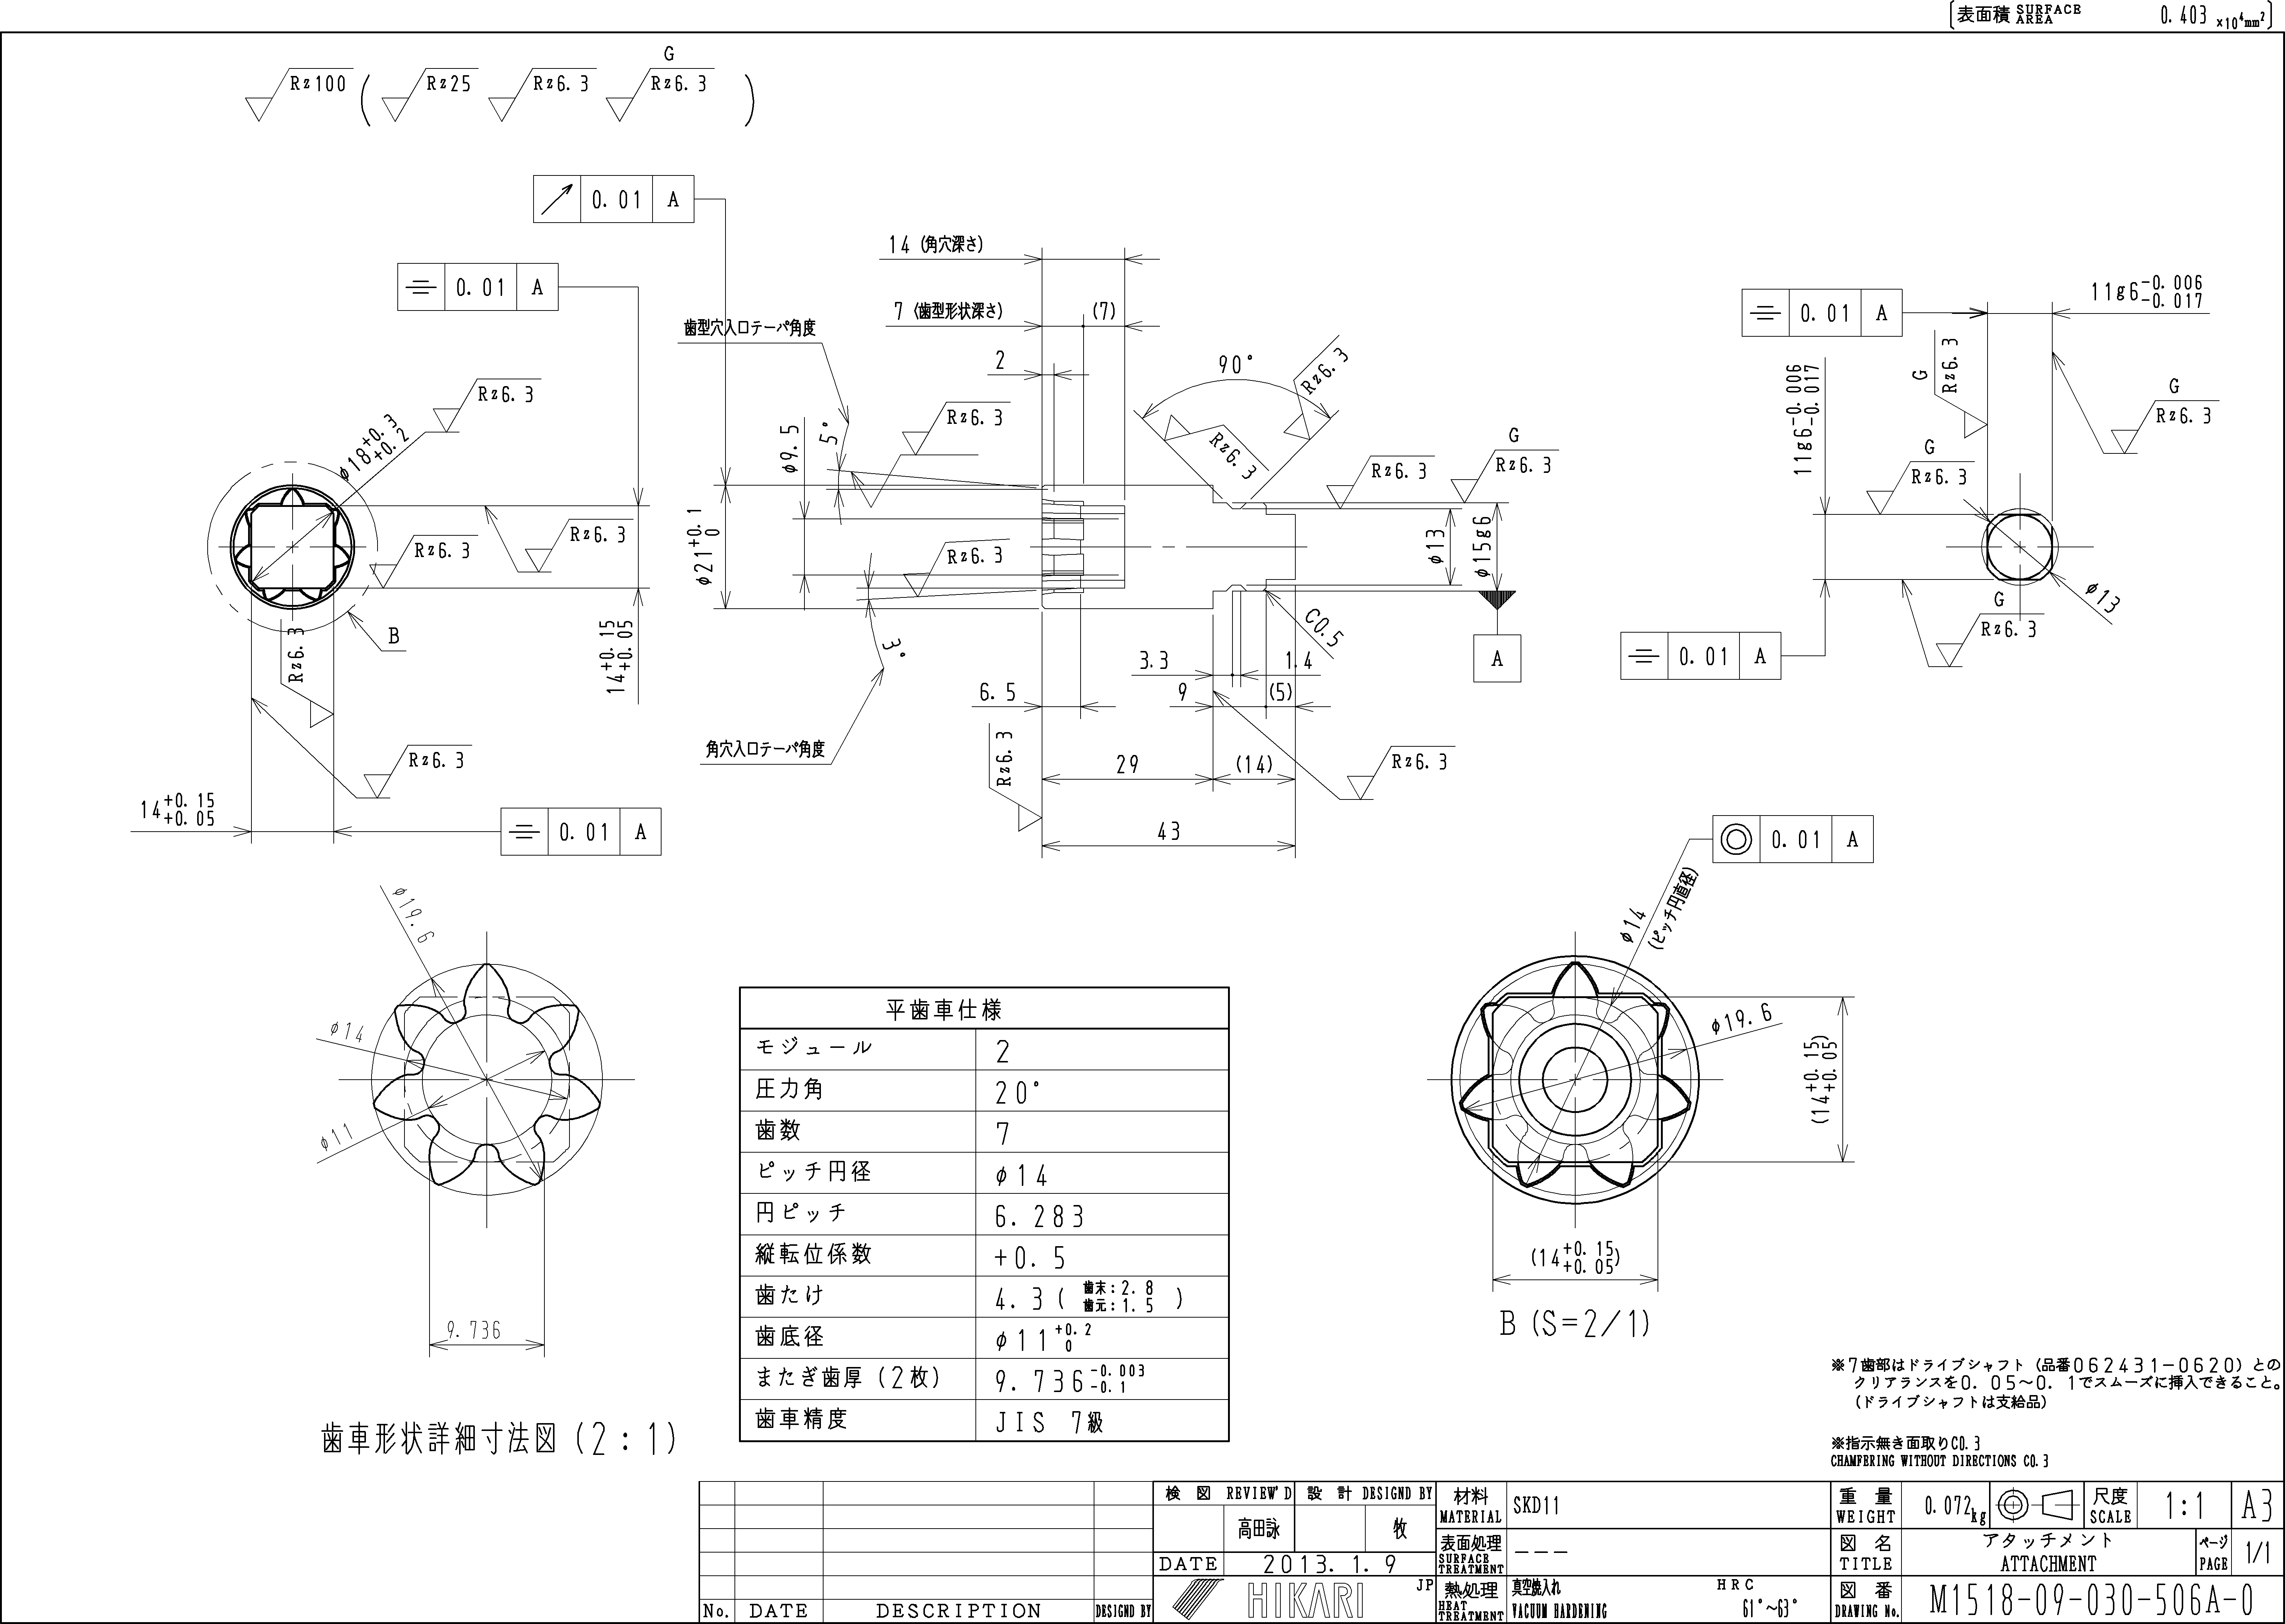 表面積 SURFACE AREA 0.403 ×10⁴mm²
Rz100 ( Rz25 Rz6.3 G Rz6.3 )
↗ 0.01 A
⌯ 0.01 A
Rz6.3
φ18+0.3 +0.2
Rz6.3
Rz6.3
B
Rz6.3
14+0.15 +0.05
Rz6.3
14+0.15 +0.05
⌯ 0.01 A
14 (角穴深さ)
7 (歯型形状深さ) (7)
歯型穴入口テーパ角度
2
5°
Rz6.3
φ9.5
φ21+0.1 0
Rz6.3
3°
角穴入口テーパ角度
90°
Rz6.3
Rz6.3
Rz6.3
G
Rz6.3
φ13
φ15g6
A
C0.5
3.3 1.4
6.5 9 (5)
Rz6.3
29 (14)
Rz6.3
43
⌯ 0.01 A
11g6-0.006 -0.017
G
Rz6.3
11g6-0.006 -0.017
G
Rz6.3
G
Rz6.3
φ13
G
Rz6.3
⌯ 0.01 A
φ19.6
φ14
φ11
9.736
歯車形状詳細寸法図(2:1)
平歯車仕様
モジュール 2
圧力角 20°
歯数 7
ピッチ円径 φ14
円ピッチ 6.283
縦転位係数 +0.5
歯たけ 4.3( 歯末:2.8 歯元:1.5 )
歯底径 φ11+0.2 0
またぎ歯厚(2枚) 9.736-0.003 -0.1
歯車精度 JIS 7級
◎ 0.01 A
φ14
(ピッチ円直径)
φ19.6
(14+0.15 +0.05)
(14+0.15 +0.05)
B(S=2/1)
※7歯部はドライブシャフト(品番062431-0620)との
クリアランスを0.05~0.1でスムーズに挿入できること。
(ドライブシャフトは支給品)
※指示無き面取りC0.3
CHAMFERING WITHOUT DIRECTIONS C0.3
検図 REVIEW'D 設計 DESIGND BY
高田詠 牧
DATE 2013.1.9
HIKARI JP
No. DATE DESCRIPTION DESIGND BY
材料 MATERIAL SKD11
表面処理 SURFACE TREATMENT ---
熱処理 HEAT TREATMENT 真空焼入れ VACUUM HARDENING HRC 61°~63°
重量 WEIGHT 0.072kg 尺度 SCALE 1:1 A3
図名 TITLE アタッチメント ATTACHMENT ページ PAGE 1/1
図番 DRAWING No. M1518-09-030-506A-0